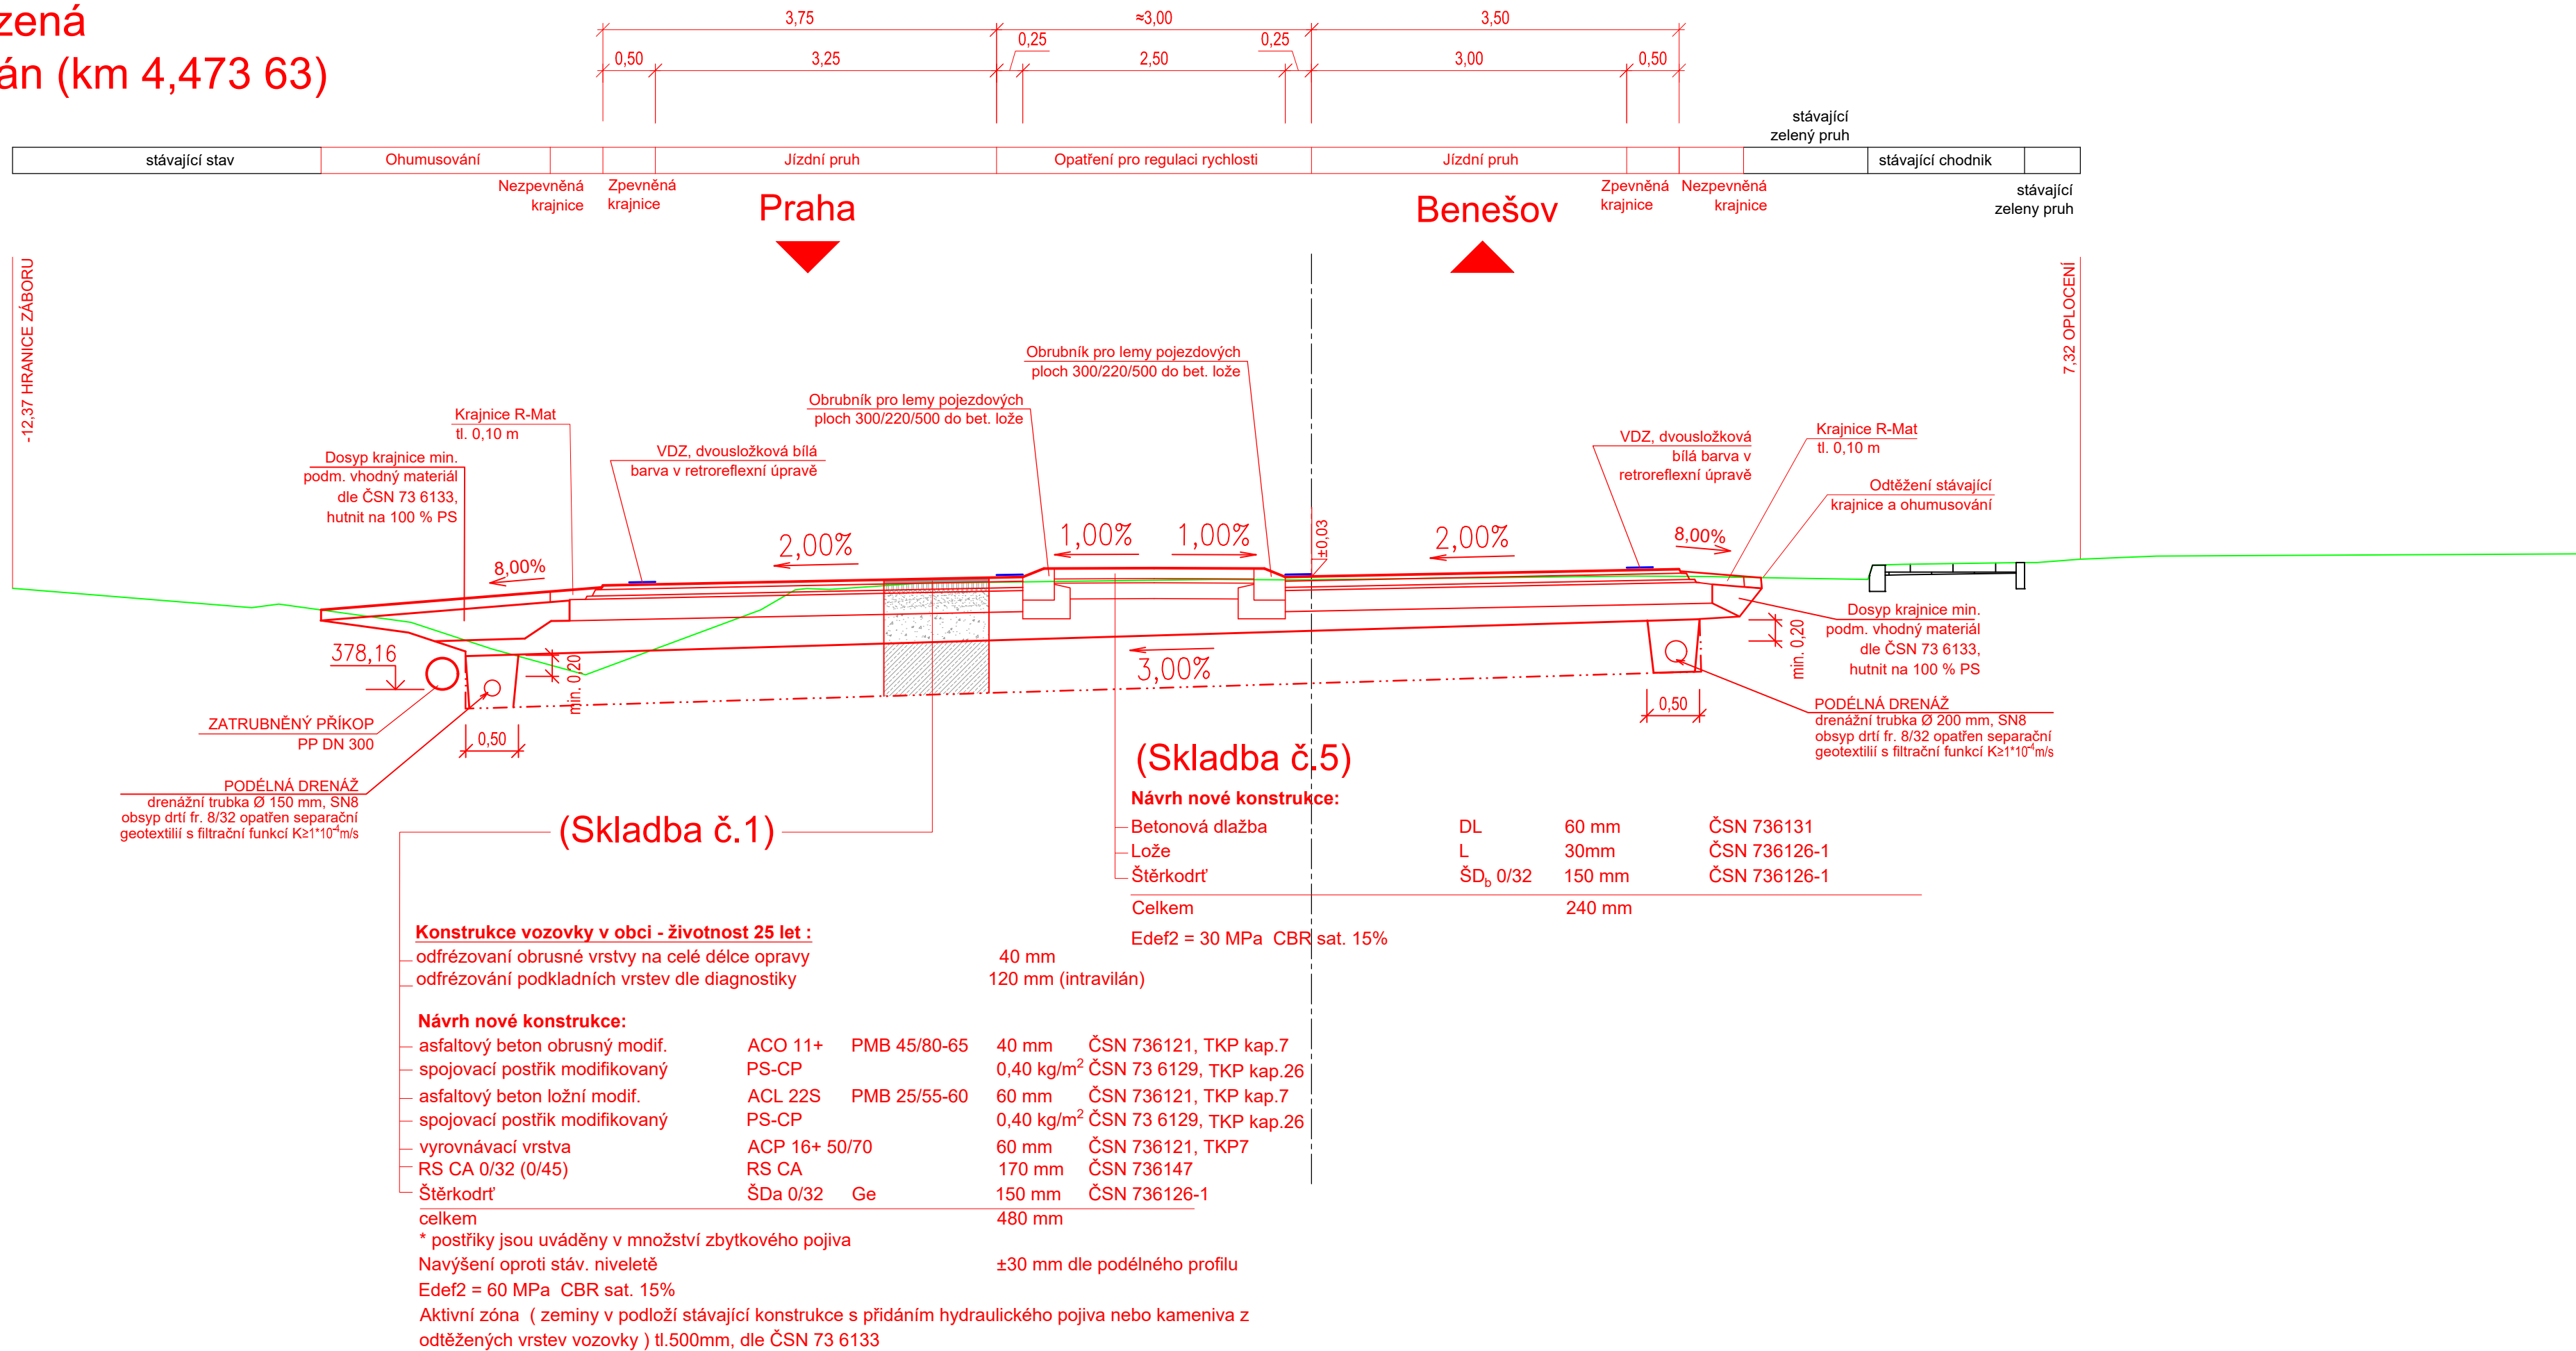 zená
án (km 4,473 63)
3,75
≈3,00
3,50
0,50
3,25
0,25
2,50
0,25
3,00
0,50
stávající stav
Ohumusování
Jízdní pruh
Opatření pro regulaci rychlosti
Jízdní pruh
stávající
zelený pruh
stávající chodnik
Nezpevněná
krajnice
Zpevněná
krajnice
Zpevněná
krajnice
Nezpevněná
krajnice
stávající
zeleny pruh
Praha
Benešov
-12,37 HRANICE ZÁBORU
7,32 OPLOCENÍ
Obrubník pro lemy pojezdových
ploch 300/220/500 do bet. lože
Obrubník pro lemy pojezdových
ploch 300/220/500 do bet. lože
Krajnice R-Mat
tl. 0,10 m
Dosyp krajnice min.
podm. vhodný materiál
dle ČSN 73 6133,
hutnit na 100 % PS
VDZ, dvousložková bílá
barva v retroreflexní úpravě
VDZ, dvousložková
bílá barva v
retroreflexní úpravě
Krajnice R-Mat
tl. 0,10 m
Odtěžení stávající
krajnice a ohumusování
8,00%
2,00%
1,00%
1,00%
±0,03
2,00%
8,00%
378,16
min. 0,20
3,00%
min. 0,20
Dosyp krajnice min.
podm. vhodný materiál
dle ČSN 73 6133,
hutnit na 100 % PS
ZATRUBNĚNÝ PŘÍKOP
PP DN 300
0,50
0,50
PODÉLNÁ DRENÁŽ
drenážní trubka Ø 200 mm, SN8
obsyp drtí fr. 8/32 opatřen separační
geotextilií s filtrační funkcí K≥1*10⁻⁴m/s
PODÉLNÁ DRENÁŽ
drenážní trubka Ø 150 mm, SN8
obsyp drtí fr. 8/32 opatřen separační
geotextilií s filtrační funkcí K≥1*10⁻⁴m/s
(Skladba č.5)
Návrh nové konstrukce:
Betonová dlažba DL 60 mm ČSN 736131
Lože L 30mm ČSN 736126-1
Štěrkodrť ŠDb 0/32 150 mm ČSN 736126-1
Celkem 240 mm
Edef2 = 30 MPa CBR sat. 15%
(Skladba č.1)
Konstrukce vozovky v obci - životnost 25 let :
odfrézovaní obrusné vrstvy na celé délce opravy 40 mm
odfrézování podkladních vrstev dle diagnostiky 120 mm (intravilán)
Návrh nové konstrukce:
asfaltový beton obrusný modif. ACO 11+ PMB 45/80-65 40 mm ČSN 736121, TKP kap.7
spojovací postřik modifikovaný PS-CP 0,40 kg/m² ČSN 73 6129, TKP kap.26
asfaltový beton ložní modif. ACL 22S PMB 25/55-60 60 mm ČSN 736121, TKP kap.7
spojovací postřik modifikovaný PS-CP 0,40 kg/m² ČSN 73 6129, TKP kap.26
vyrovnávací vrstva ACP 16+ 50/70 60 mm ČSN 736121, TKP7
RS CA 0/32 (0/45) RS CA 170 mm ČSN 736147
Štěrkodrť ŠDa 0/32 Ge 150 mm ČSN 736126-1
celkem 480 mm
* postřiky jsou uváděny v množství zbytkového pojiva
Navýšení oproti stáv. niveletě ±30 mm dle podélného profilu
Edef2 = 60 MPa CBR sat. 15%
Aktivní zóna ( zeminy v podloží stávající konstrukce s přidáním hydraulického pojiva nebo kameniva z
odtěžených vrstev vozovky ) tl.500mm, dle ČSN 73 6133